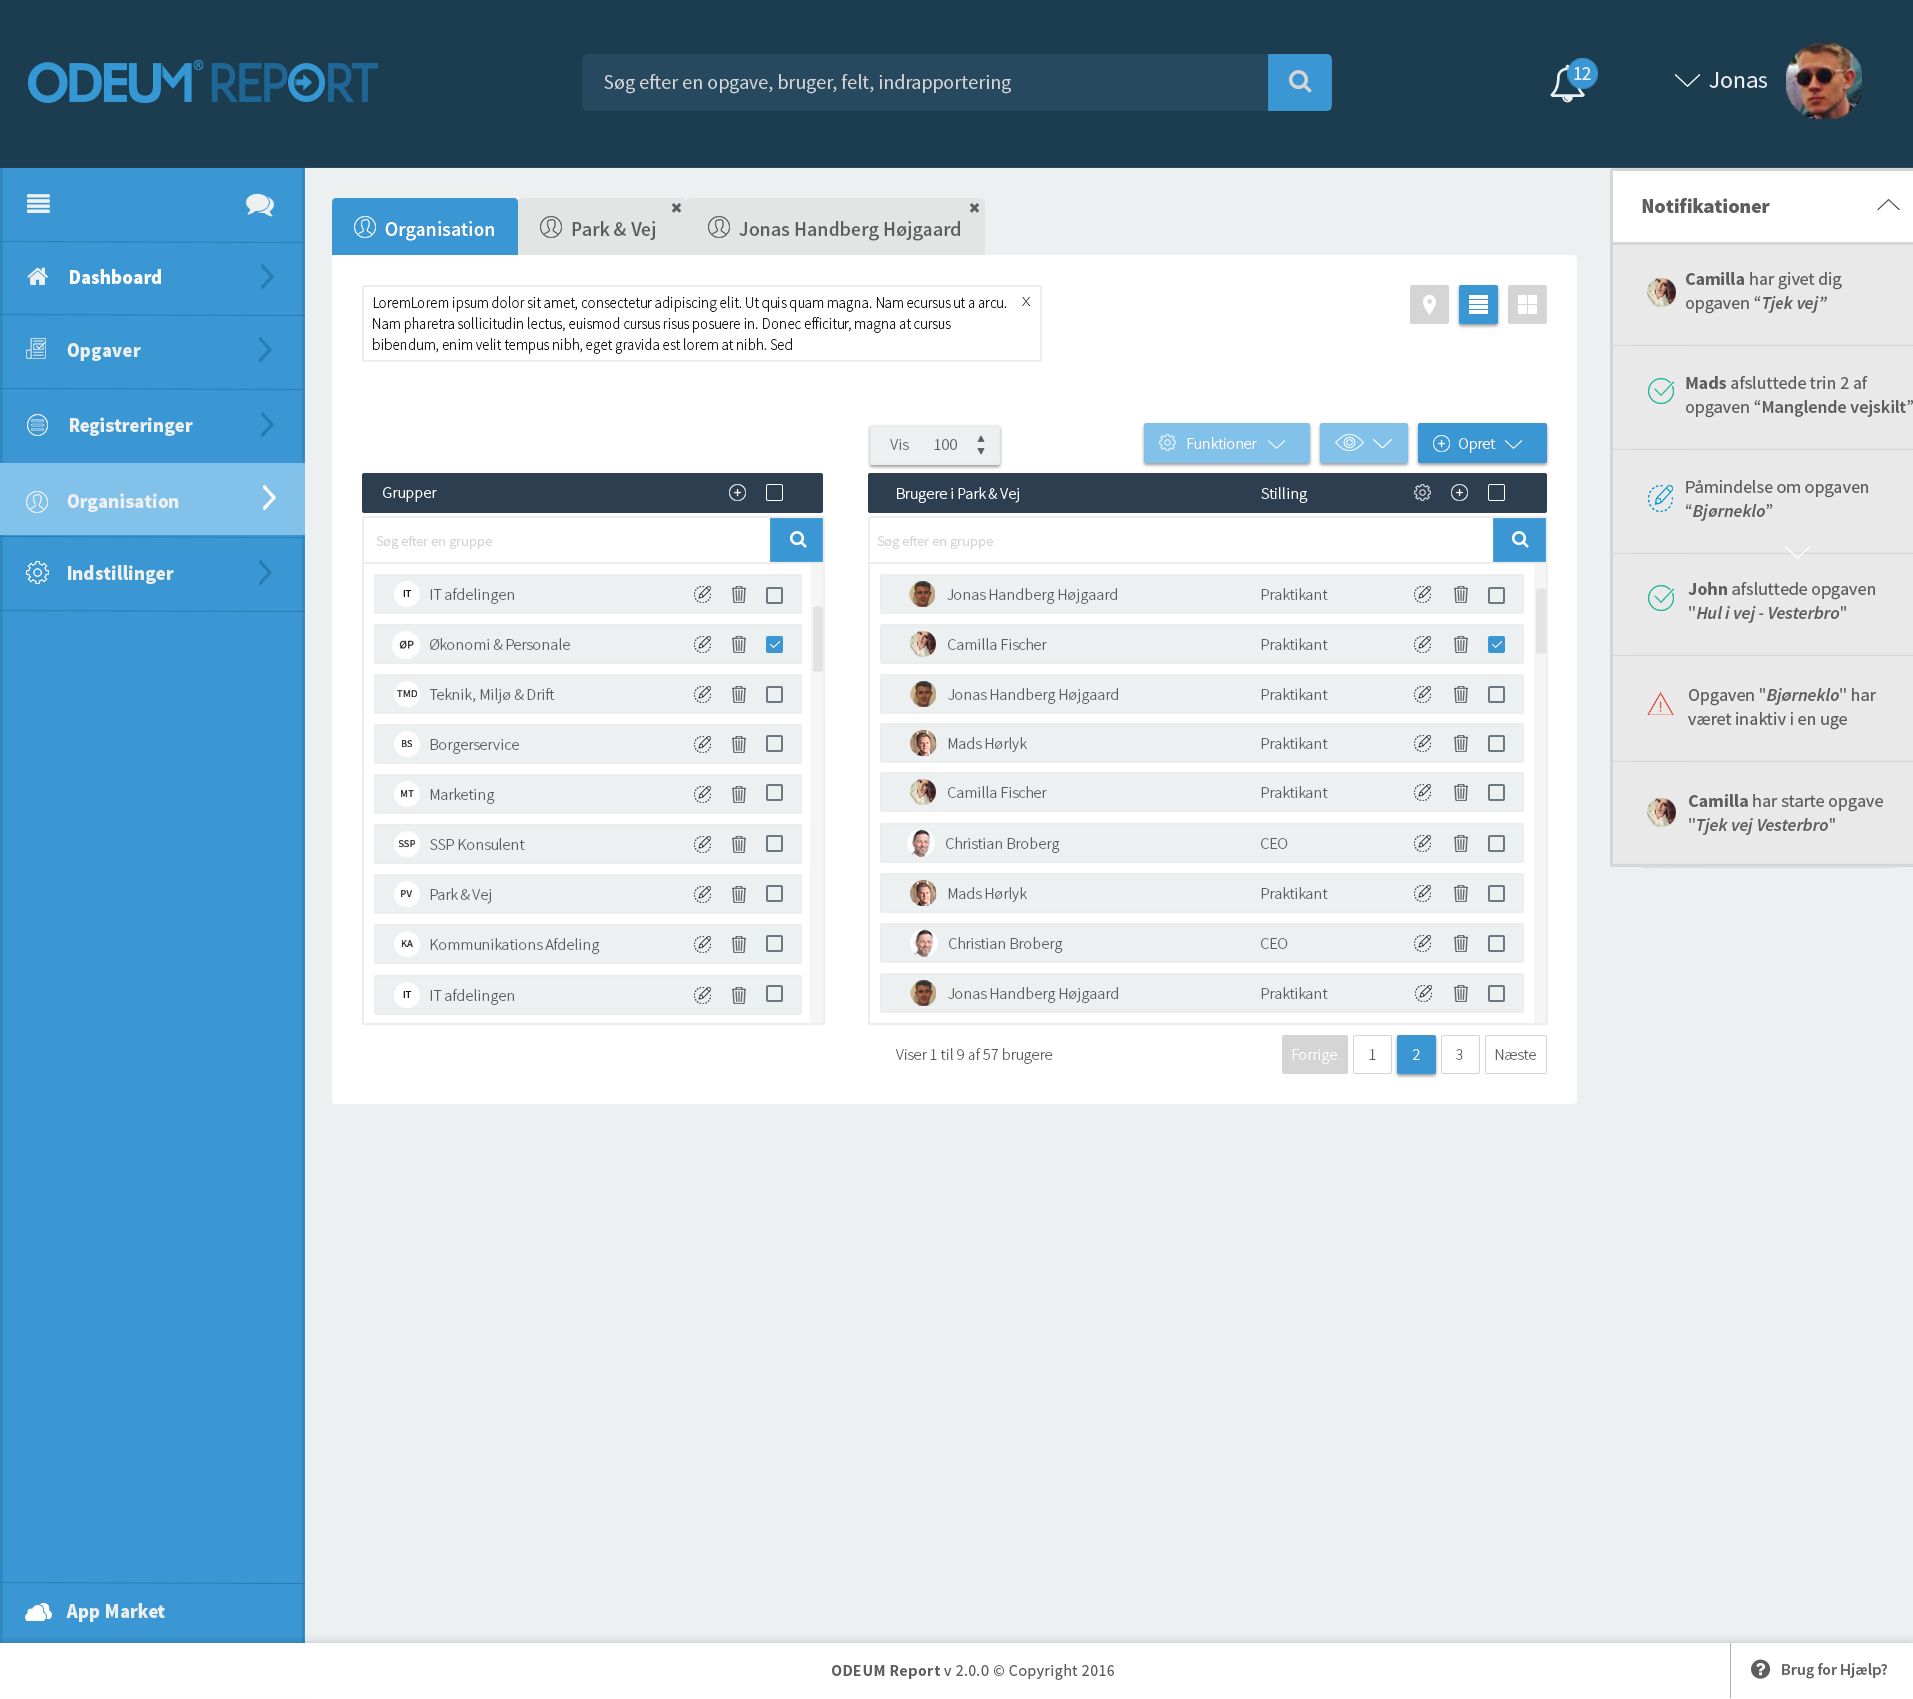 ODEUM® REPORT
Søg efter en opgave, bruger, felt, indrapportering
12
Jonas
Dashboard
Opgaver
Registreringer
Organisation
Indstillinger
App Market
Organisation
Park & Vej
Jonas Handberg Højgaard
LoremLorem ipsum dolor sit amet, consectetur adipiscing elit. Ut quis quam magna. Nam ecursus ut a arcu.
Nam pharetra sollicitudin lectus, euismod cursus risus posuere in. Donec efficitur, magna at cursus
bibendum, enim velit tempus nibh, eget gravida est lorem at nibh. Sed
X
Vis 100
Funktioner
Opret
Grupper
Søg efter en gruppe
IT IT afdelingen
ØP Økonomi & Personale
TMD Teknik, Miljø & Drift
BS Borgerservice
MT Marketing
SSP SSP Konsulent
PV Park & Vej
KA Kommunikations Afdeling
IT IT afdelingen
Brugere i Park & Vej Stilling
Søg efter en gruppe
Jonas Handberg Højgaard Praktikant
Camilla Fischer Praktikant
Jonas Handberg Højgaard Praktikant
Mads Hørlyk Praktikant
Camilla Fischer Praktikant
Christian Broberg CEO
Mads Hørlyk Praktikant
Christian Broberg CEO
Jonas Handberg Højgaard Praktikant
Viser 1 til 9 af 57 brugere
Forrige 1 2 3 Næste
Notifikationer
Camilla har givet dig
opgaven “Tjek vej”
Mads afsluttede trin 2 af
opgaven “Manglende vejskilt”
Påmindelse om opgaven
“Bjørneklo”
John afsluttede opgaven
"Hul i vej - Vesterbro"
Opgaven "Bjørneklo" har
været inaktiv i en uge
Camilla har starte opgave
"Tjek vej Vesterbro"
ODEUM Report v 2.0.0 © Copyright 2016
Brug for Hjælp?